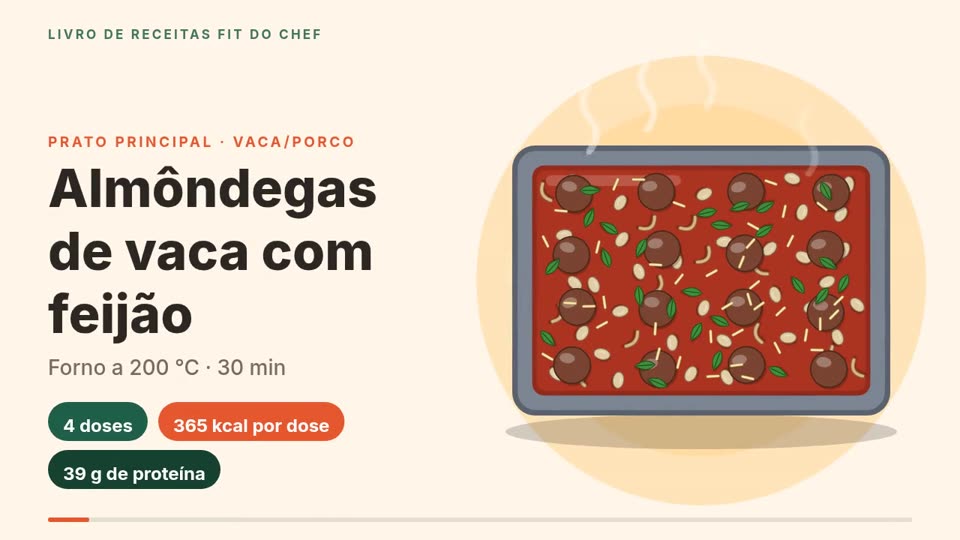 LIVRO DE RECEITAS FIT DO CHEF
PRATO PRINCIPAL · VACA/PORCO
Almôndegas
de vaca com
feijão
Forno a 200 °C · 30 min
4 doses
365 kcal por dose
39 g de proteína